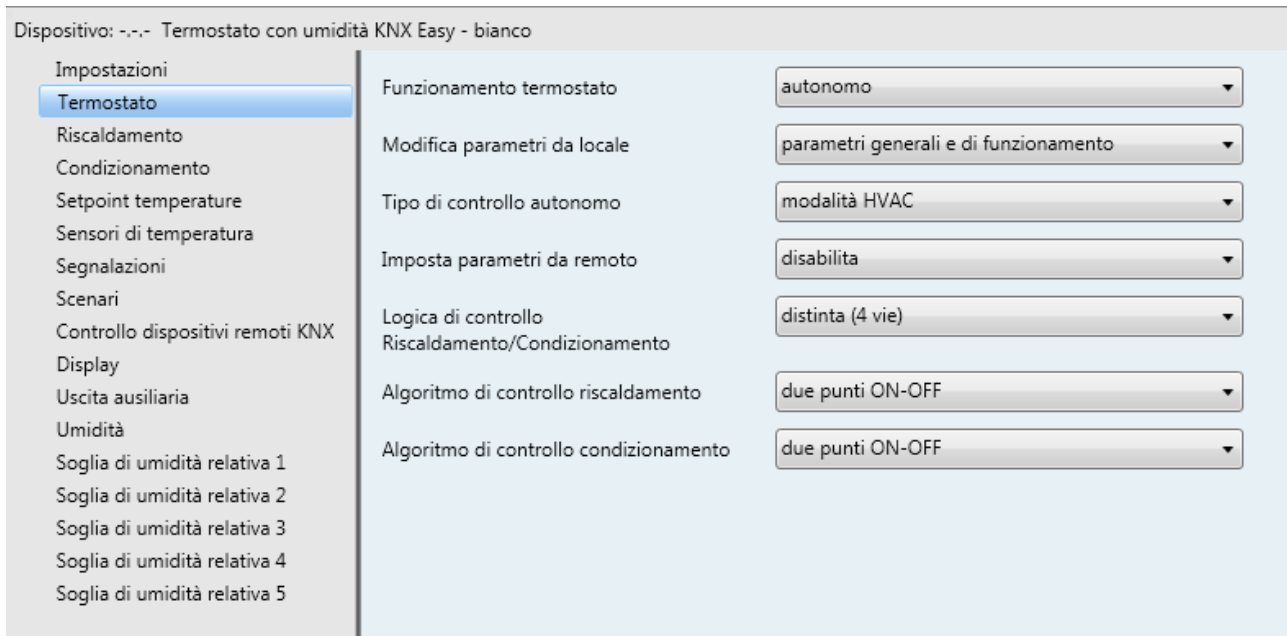 Dispositivo: -.-.- Termostato con umidità KNX Easy - bianco
Impostazioni
Termostato
Riscaldamento
Condizionamento
Setpoint temperature
Sensori di temperatura
Segnalazioni
Scenari
Controllo dispositivi remoti KNX
Display
Uscita ausiliaria
Umidità
Soglia di umidità relativa 1
Soglia di umidità relativa 2
Soglia di umidità relativa 3
Soglia di umidità relativa 4
Soglia di umidità relativa 5
Funzionamento termostato autonomo
Modifica parametri da locale parametri generali e di funzionamento
Tipo di controllo autonomo modalità HVAC
Imposta parametri da remoto disabilita
Logica di controllo distinta (4 vie)
Riscaldamento/Condizionamento
Algoritmo di controllo riscaldamento due punti ON-OFF
Algoritmo di controllo condizionamento due punti ON-OFF